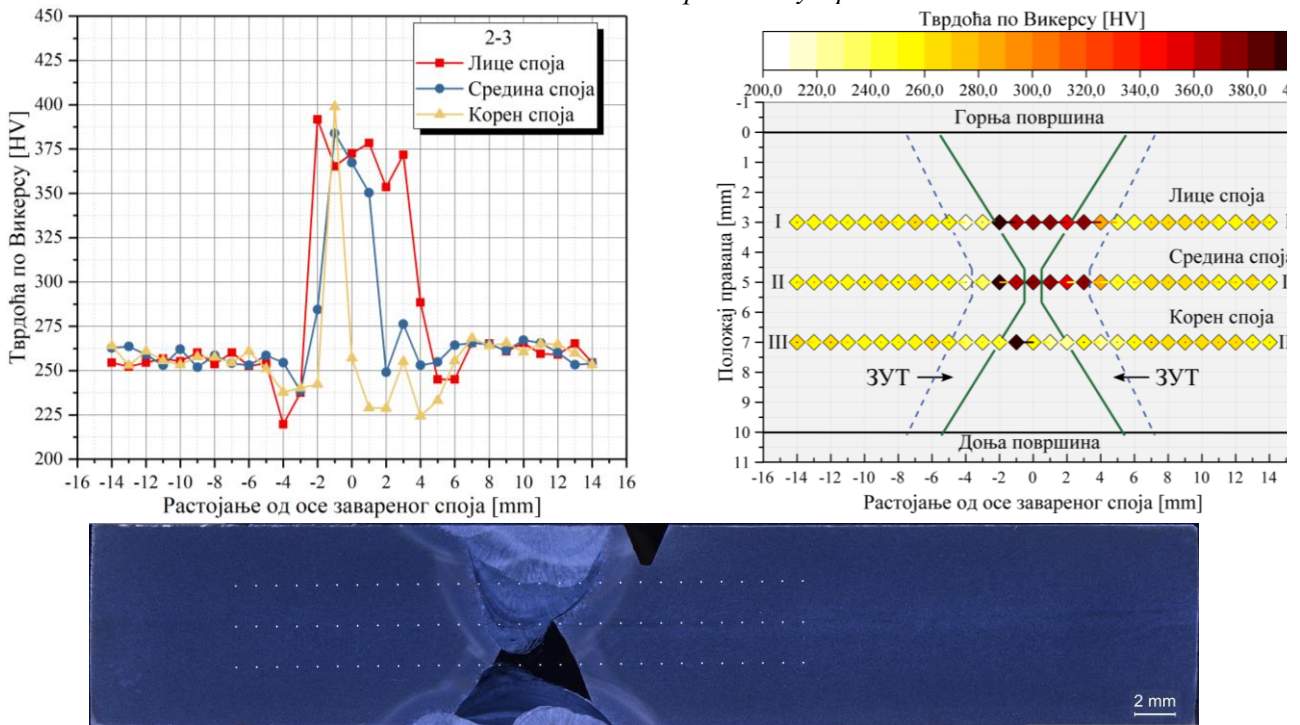 2-3
Лице споја
Средина споја
Корен споја
Тврдоћа по Викерсу [HV]
450
425
400
375
350
325
300
275
250
225
200
-16 -14 -12 -10 -8 -6 -4 -2 0 2 4 6 8 10 12 14 16
Растојање од осе завареног споја [mm]
Тврдоћа по Викерсу [HV]
200,0 220,0 240,0 260,0 280,0 300,0 320,0 340,0 360,0 380,0
Положај праваца [mm]
-1
0
1
2
3
4
5
6
7
8
9
10
11
Горња површина
Лице споја
I
Средина споја
II
Корен споја
III
ЗУТ ЗУТ
Доња површина
-16 -14 -12 -10 -8 -6 -4 -2 0 2 4 6 8 10 12 14
Растојање од осе завареног споја [mm]
2 mm